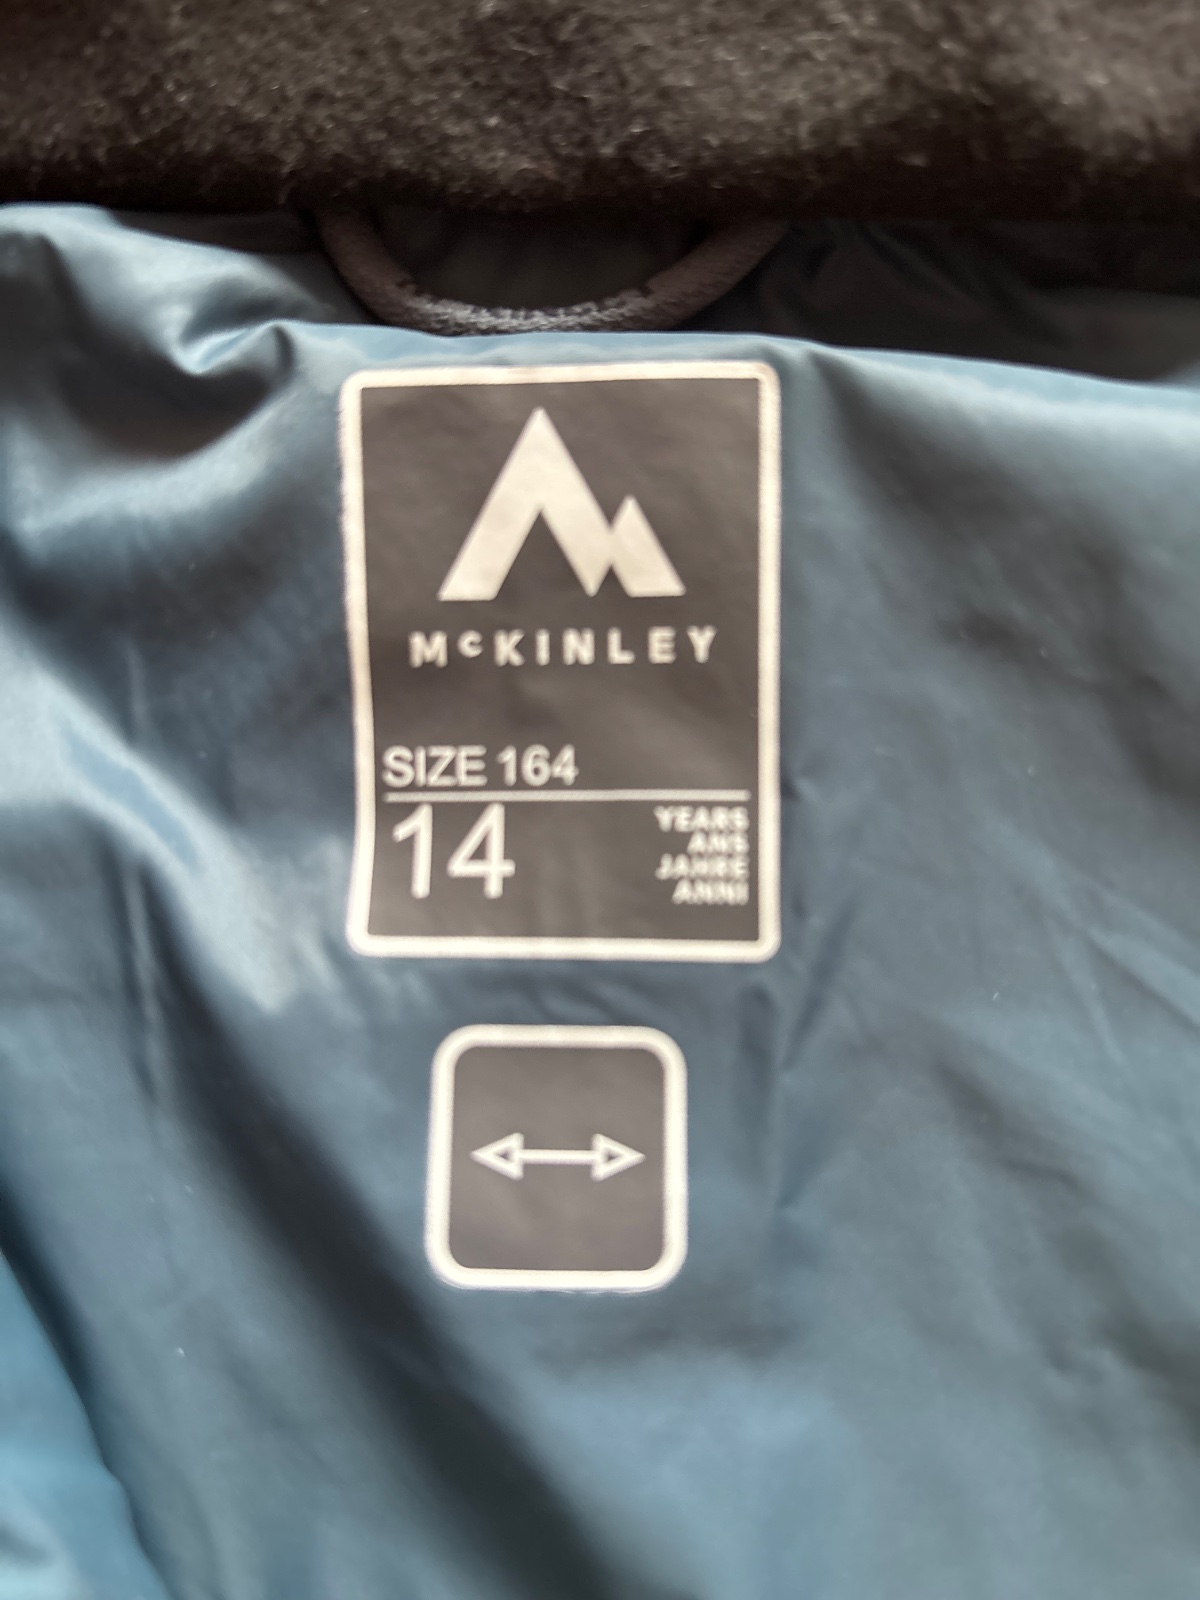 McKINLEY
SIZE 164
14
YEARS
ANS
JAHRE
ANNI